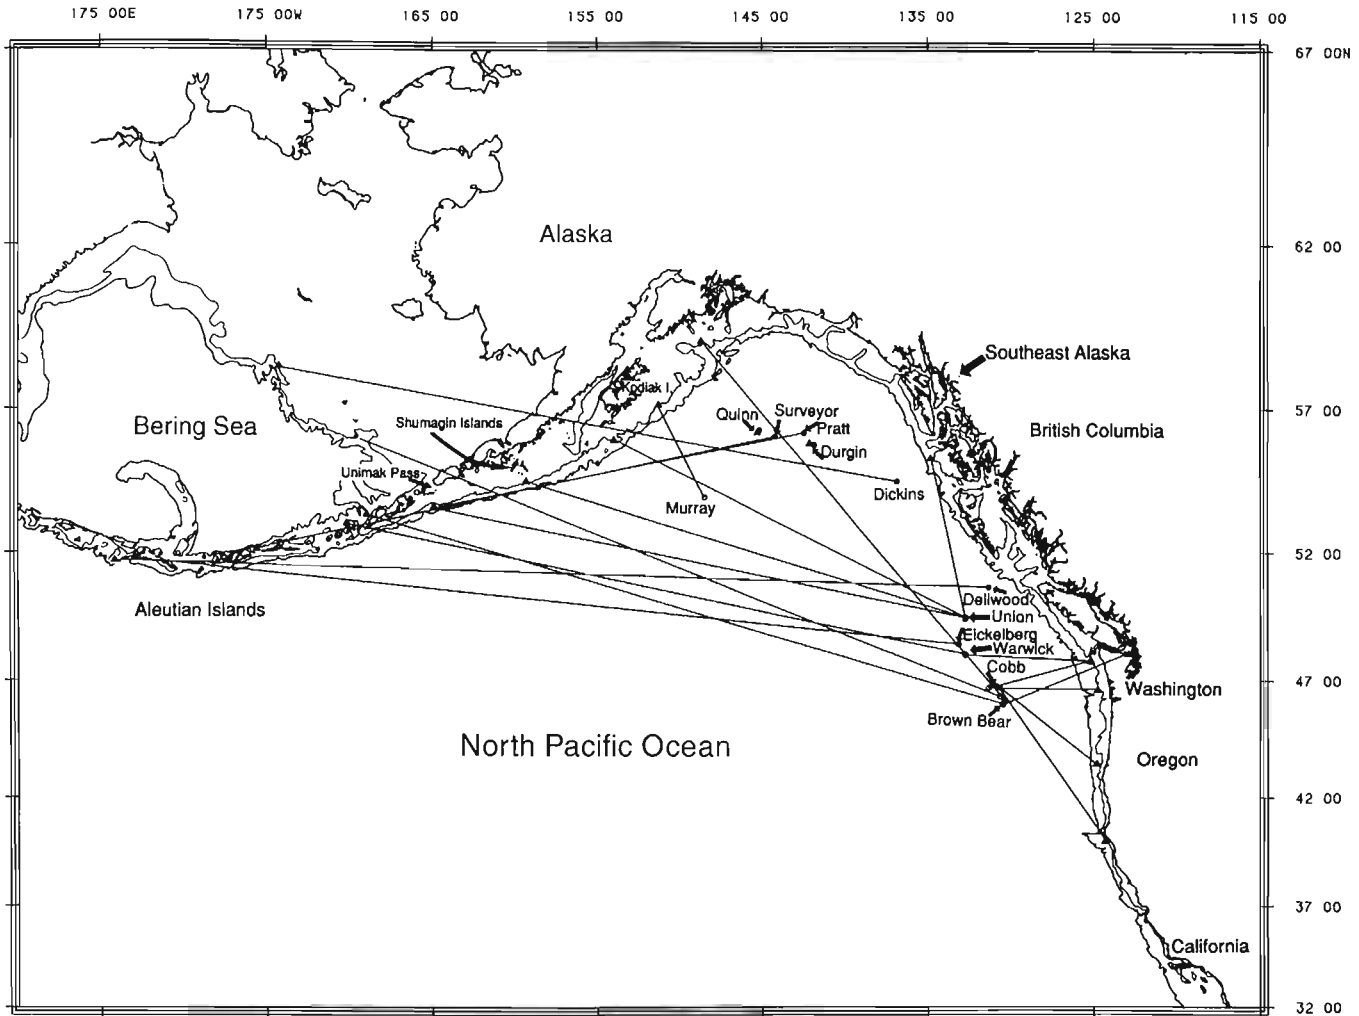 175 00E 175 00W 165 00 155 00 145 00 135 00 125 00 115 00
67 00N
Alaska
62 00
Southeast Alaska
Kodiak I.
57 00
Quinn
Surveyor
Pratt
Shumagin Islands
Bering Sea
British Columbia
Durgin
Unimak Pass
Dickins
Murray
52 00
Aleutian Islands
Dellwood
Union
Eickelberg
Warwick
Cobb
47 00
Washington
Brown Bear
North Pacific Ocean
Oregon
42 00
37 00
California
32 00